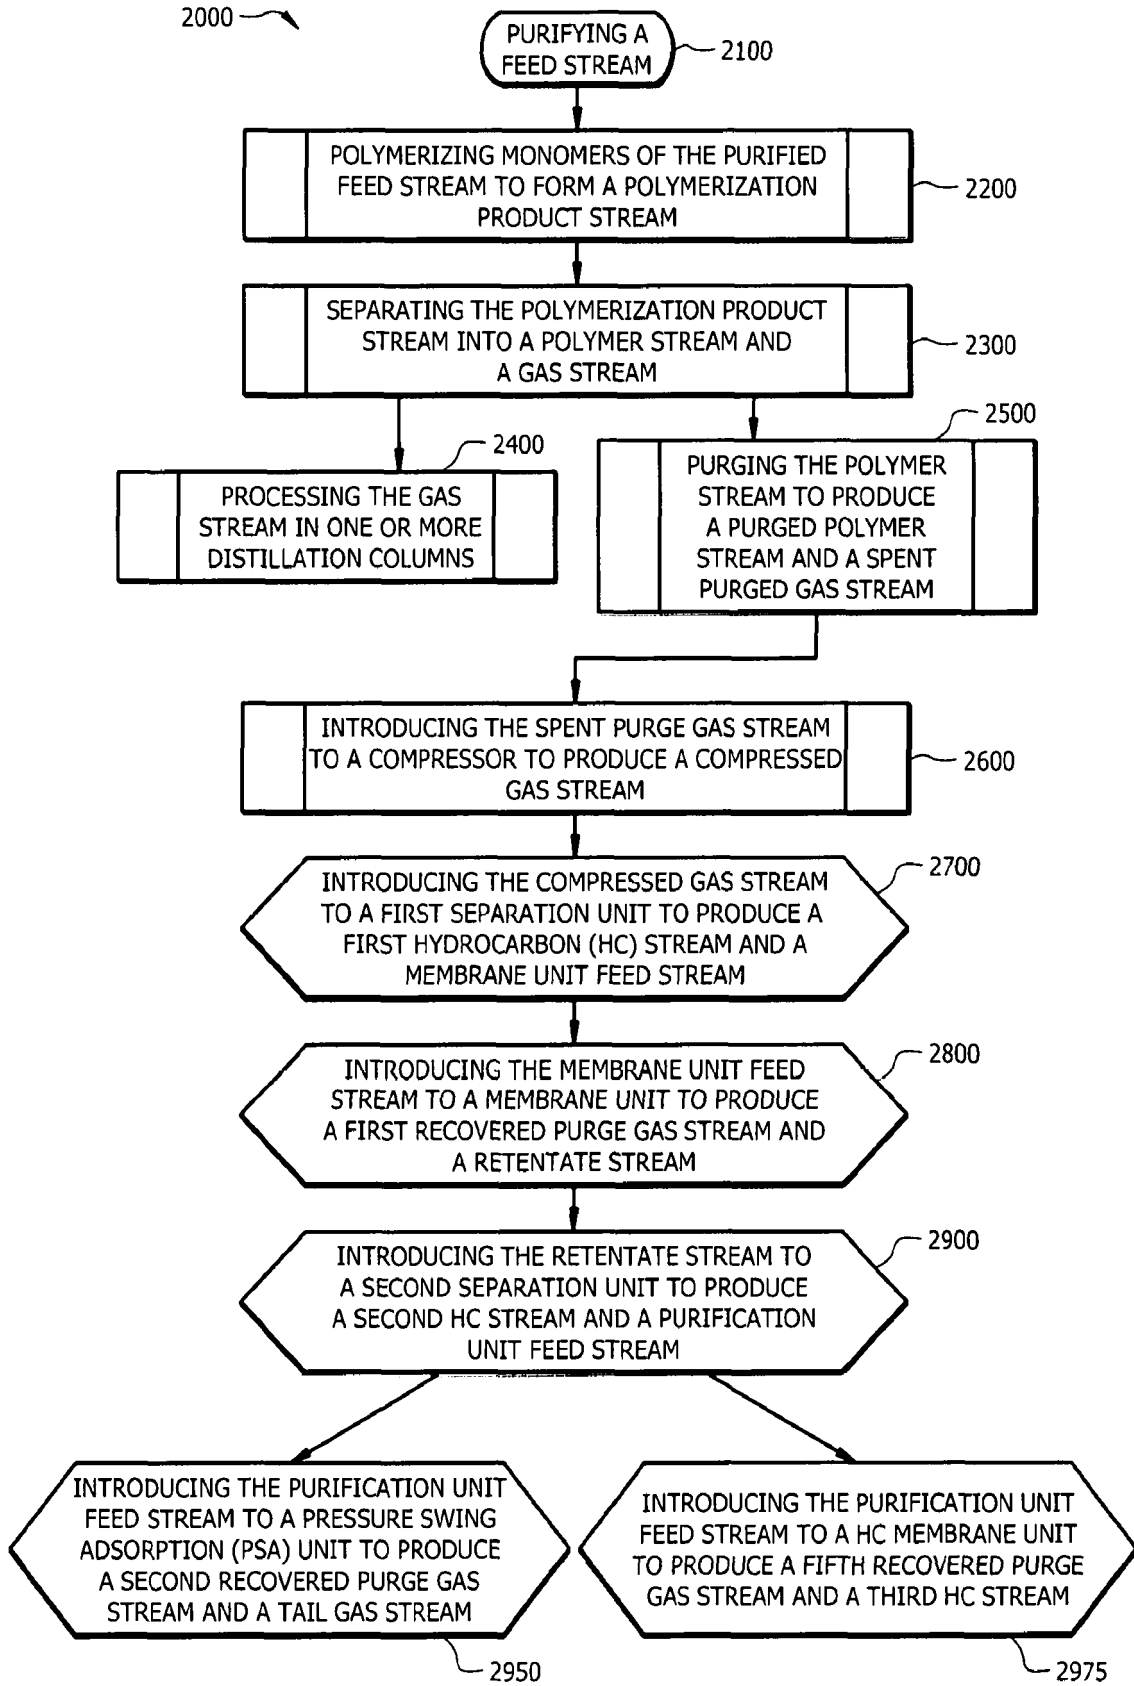 2000
PURIFYING A
FEED STREAM
2100
POLYMERIZING MONOMERS OF THE PURIFIED
FEED STREAM TO FORM A POLYMERIZATION
PRODUCT STREAM
2200
SEPARATING THE POLYMERIZATION PRODUCT
STREAM INTO A POLYMER STREAM AND
A GAS STREAM
2300
2400
PROCESSING THE GAS
STREAM IN ONE OR MORE
DISTILLATION COLUMNS
2500
PURGING THE POLYMER
STREAM TO PRODUCE
A PURGED POLYMER
STREAM AND A SPENT
PURGED GAS STREAM
INTRODUCING THE SPENT PURGE GAS STREAM
TO A COMPRESSOR TO PRODUCE A COMPRESSED
GAS STREAM
2600
INTRODUCING THE COMPRESSED GAS STREAM
TO A FIRST SEPARATION UNIT TO PRODUCE A
FIRST HYDROCARBON (HC) STREAM AND A
MEMBRANE UNIT FEED STREAM
2700
INTRODUCING THE MEMBRANE UNIT FEED
STREAM TO A MEMBRANE UNIT TO PRODUCE
A FIRST RECOVERED PURGE GAS STREAM AND
A RETENTATE STREAM
2800
INTRODUCING THE RETENTATE STREAM TO
A SECOND SEPARATION UNIT TO PRODUCE
A SECOND HC STREAM AND A PURIFICATION
UNIT FEED STREAM
2900
INTRODUCING THE PURIFICATION UNIT
FEED STREAM TO A PRESSURE SWING
ADSORPTION (PSA) UNIT TO PRODUCE
A SECOND RECOVERED PURGE GAS
STREAM AND A TAIL GAS STREAM
2950
INTRODUCING THE PURIFICATION UNIT
FEED STREAM TO A HC MEMBRANE UNIT
TO PRODUCE A FIFTH RECOVERED PURGE
GAS STREAM AND A THIRD HC STREAM
2975